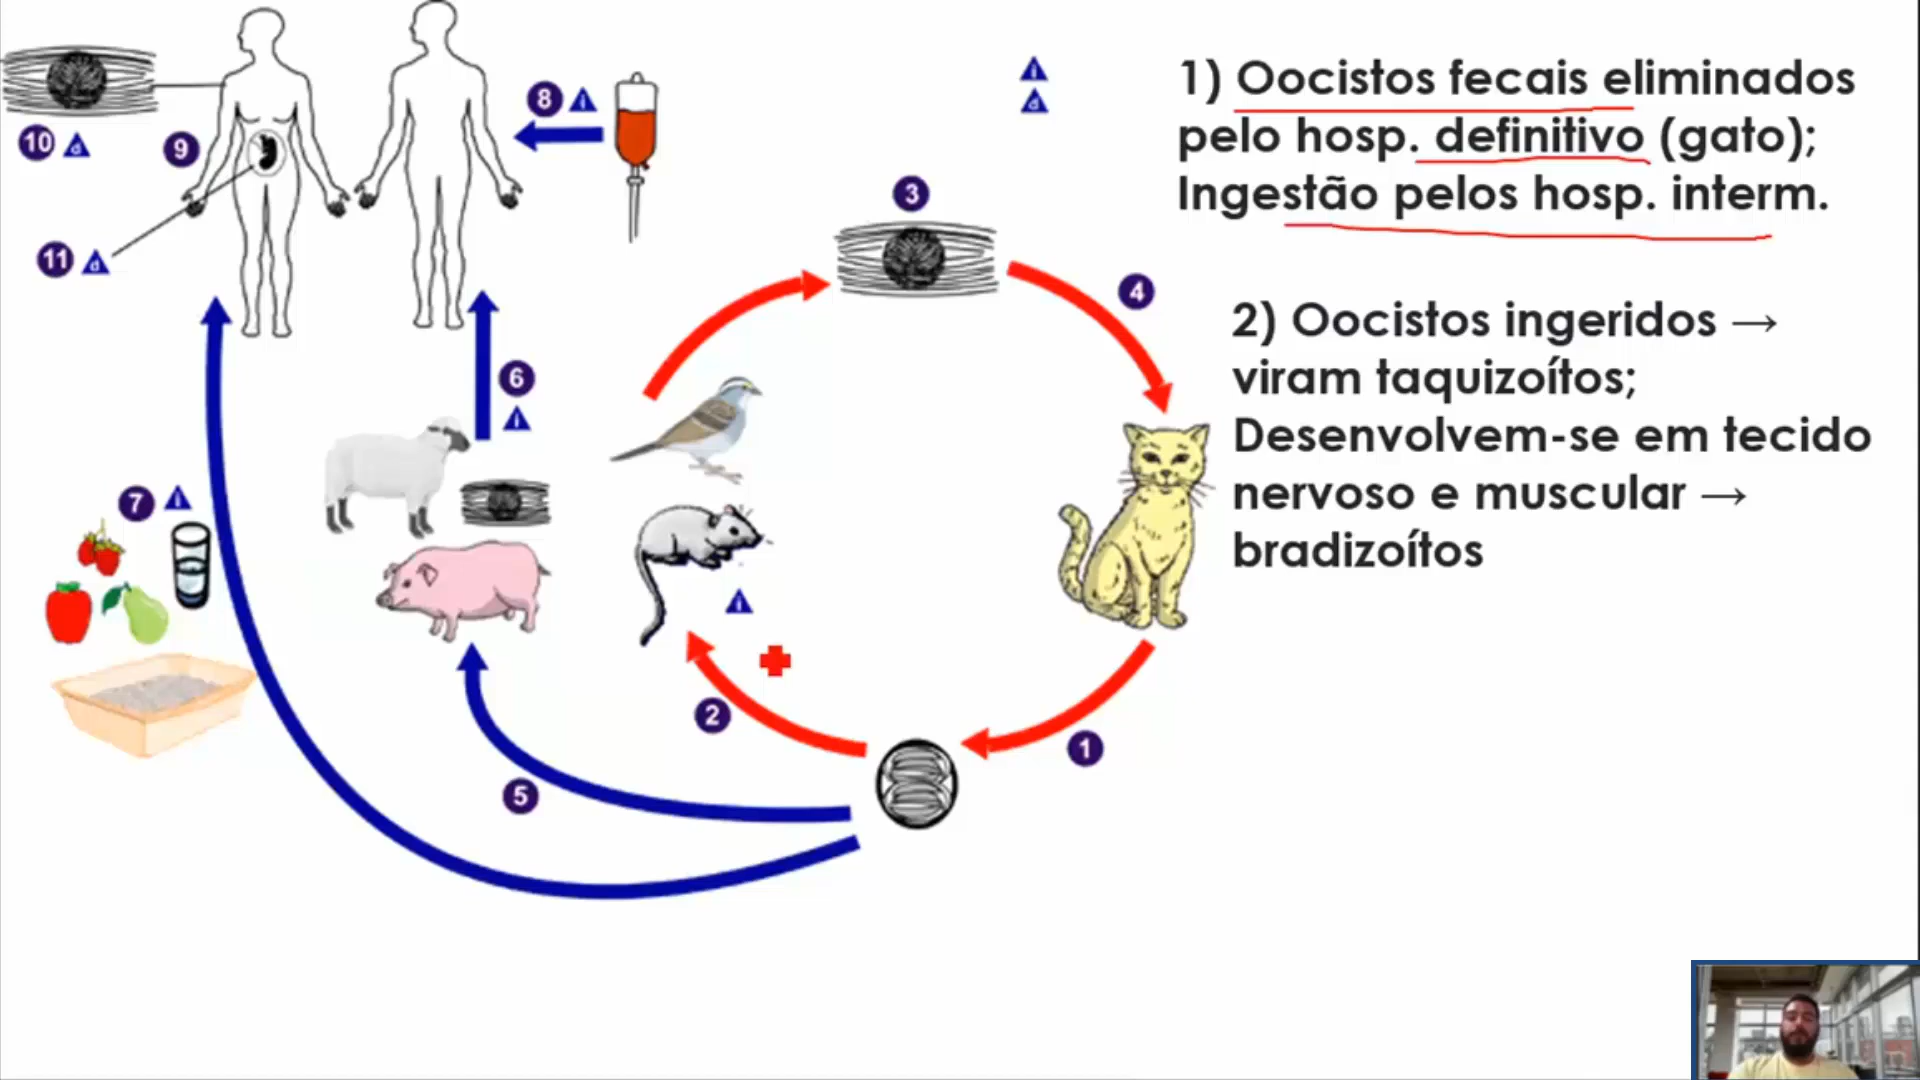 1) Oocistos fecais eliminados
pelo hosp. definitivo (gato);
Ingestão pelos hosp. interm.
2) Oocistos ingeridos →
viram taquizoítos;
Desenvolvem-se em tecido
nervoso e muscular →
bradizoítos
8 i
10 d
9
3
11 d
i
d
4
6
i
7 i
i
2
1
5